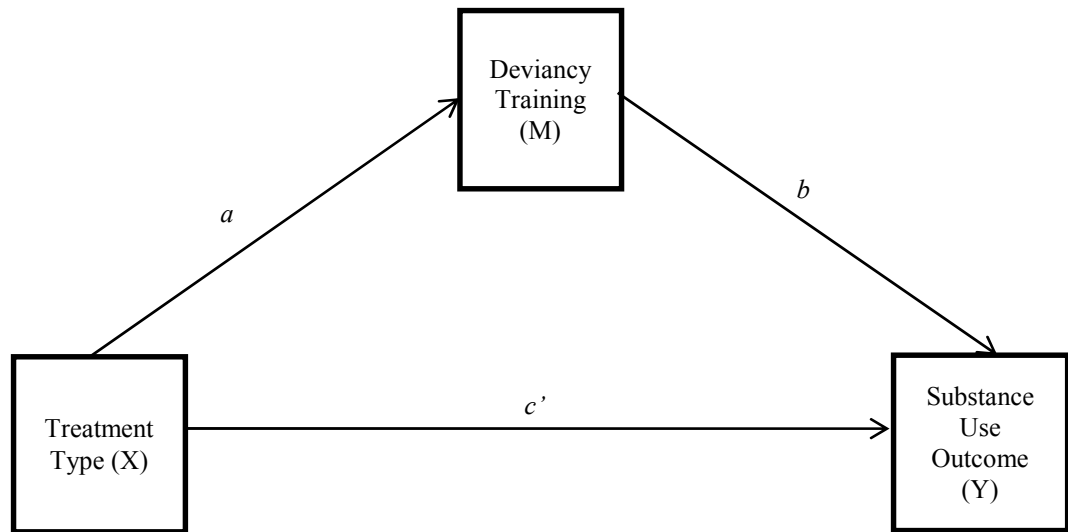 Deviancy
Training
(M)
a
b
Treatment
Type (X)
c’
Substance
Use
Outcome
(Y)